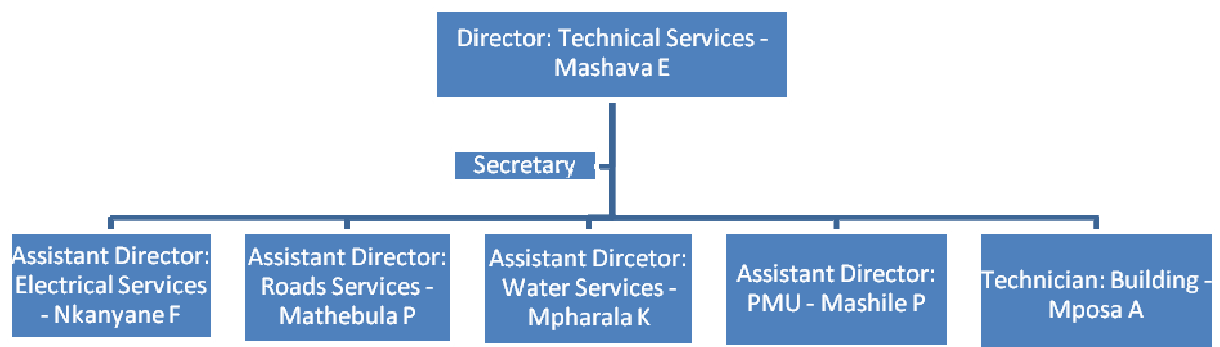 Director: Technical Services -
Mashava E
Secretary
Assistant Director:
Electrical Services
- Nkanyane F
Assistant Director:
Roads Services -
Mathebula P
Assistant Dircetor:
Water Services -
Mpharala K
Assistant Director:
PMU - Mashile P
Technician: Building -
Mposa A